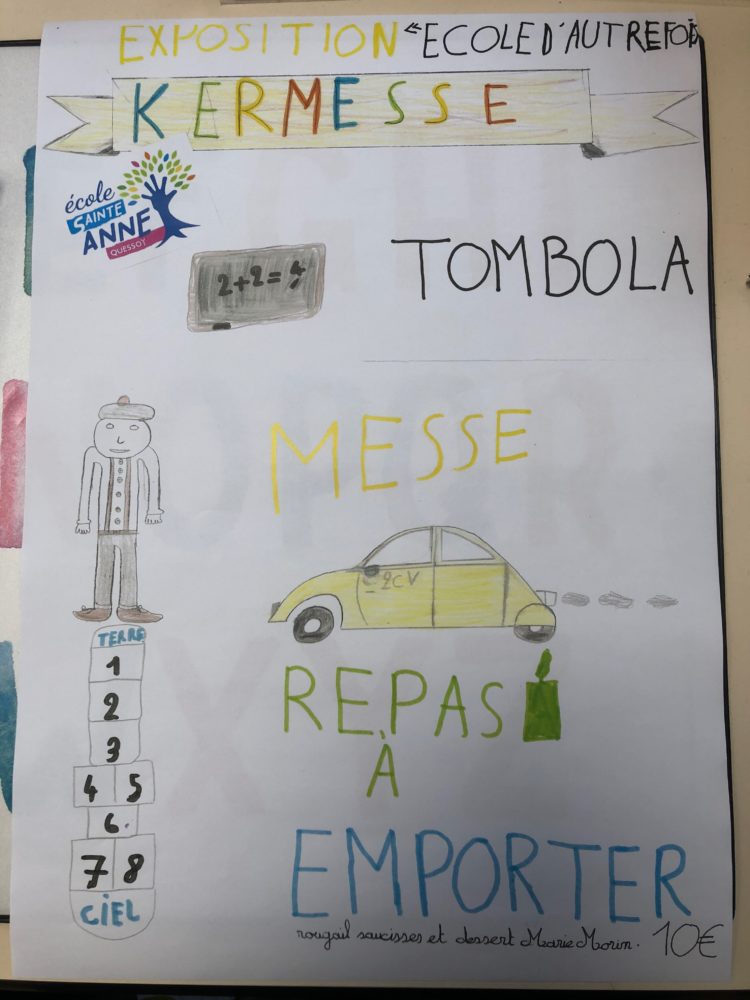 EXPOSITION "ECOLE D'AUTREFOIS
KERMESSE
école
SAINTE-
ANNE
QUESSOY
2+2=4
TOMBOLA
MESSE
2CV
TERRE
1
2
3
4 5
6.
7 8
CIEL
REPAS
À
EMPORTER
rougail saucisses et dessert Marie Morin. 10€